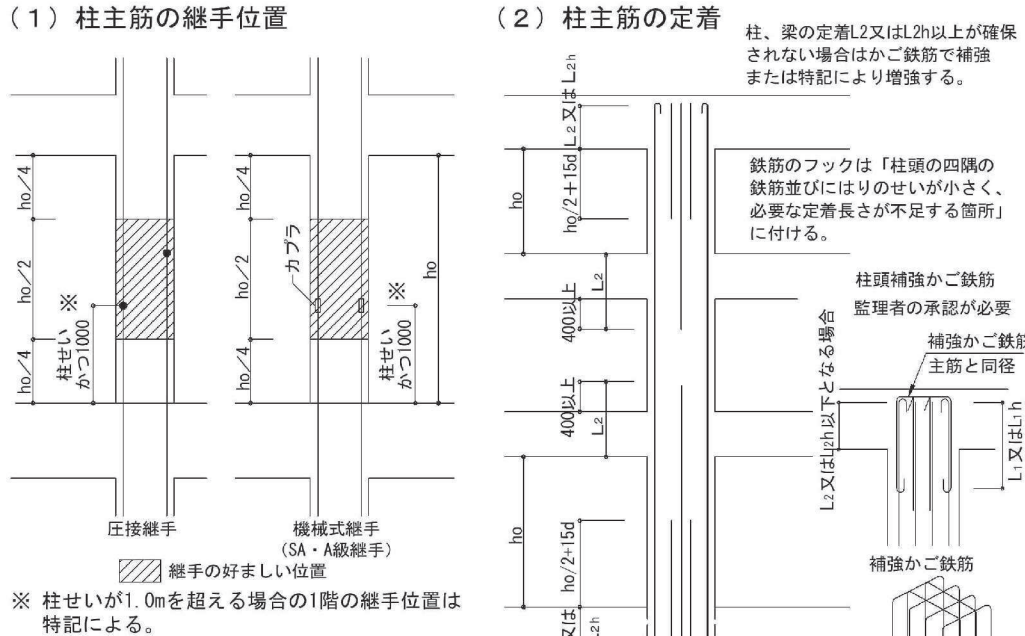 (1) 柱主筋の継手位置
ho/4
ho/2
ho/4
※
柱せい
かつ1000
圧接継手
ho/4
ho/2
ho/4
カプラ
※
柱せい
かつ1000
ho
機械式継手
(SA・A級継手)
継手の好ましい位置
※ 柱せいが1.0mを超える場合の1階の継手位置は
特記による。
(2) 柱主筋の定着
柱、梁の定着L2又はL2h以上が確保
されない場合はかご鉄筋で補強
または特記により増強する。
L2又はL2h
ho
ho/2+15d
鉄筋のフックは「柱頭の四隅の
鉄筋並びにはりのせいが小さく、
必要な定着長さが不足する箇所」
に付ける。
400以上
L2
400以上
L2
ho
ho/2+15d
又は
2h
柱頭補強かご鉄筋
監理者の承認が必要
補強かご鉄筋
主筋と同径
L2又はL2h以下となる場合
L1又はL1h
補強かご鉄筋